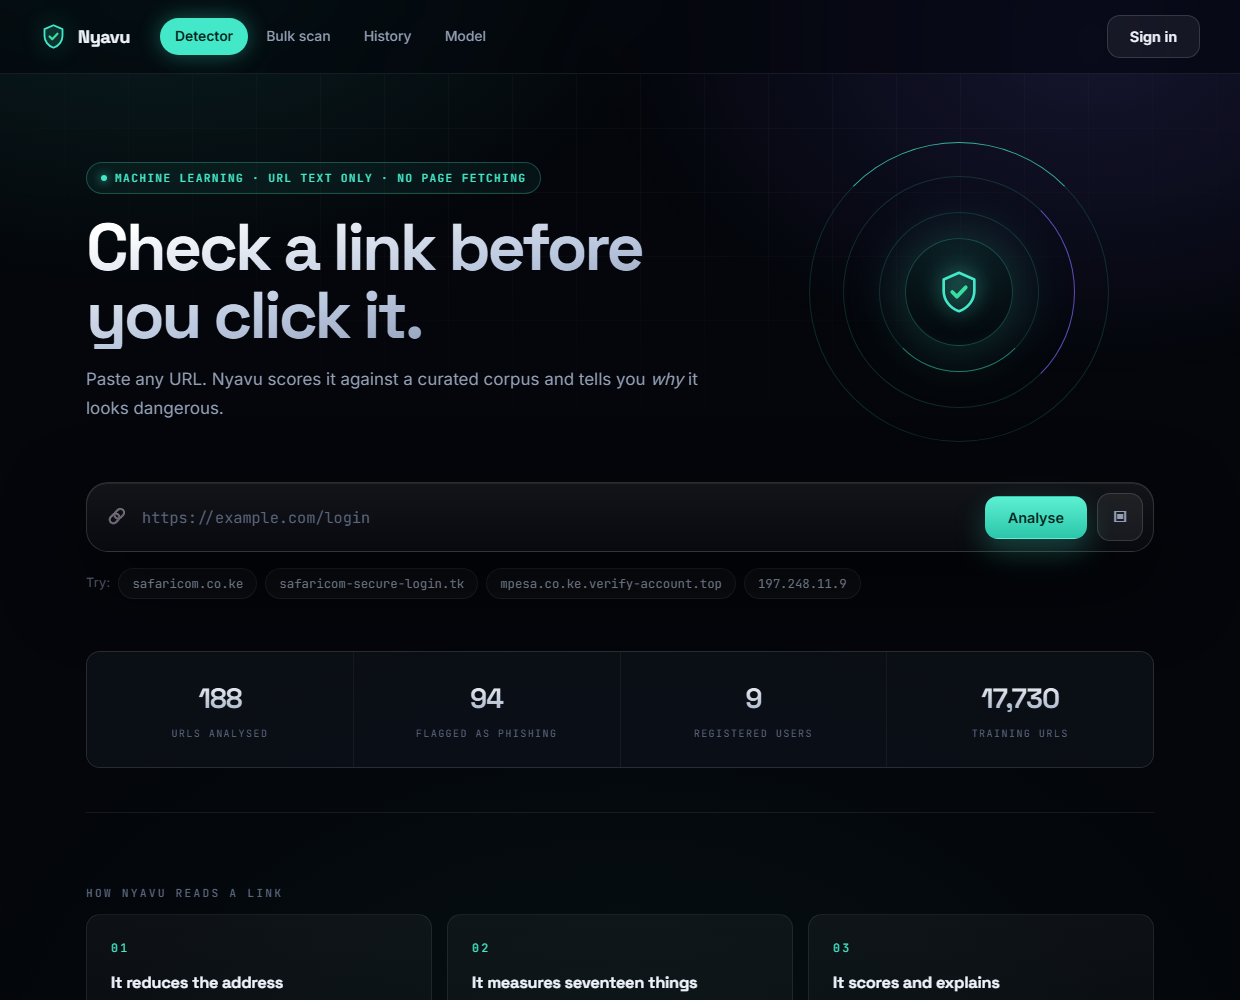 Nyavu
Detector
Bulk scan
History
Model
Sign in
MACHINE LEARNING · URL TEXT ONLY · NO PAGE FETCHING
Check a link before
you click it.
Paste any URL. Nyavu scores it against a curated corpus and tells you why it
looks dangerous.
https://example.com/login
Analyse
Try:
safaricom.co.ke
safaricom-secure-login.tk
mpesa.co.ke.verify-account.top
197.248.11.9
188
URLS ANALYSED
94
FLAGGED AS PHISHING
9
REGISTERED USERS
17,730
TRAINING URLS
HOW NYAVU READS A LINK
01
It reduces the address
02
It measures seventeen things
03
It scores and explains